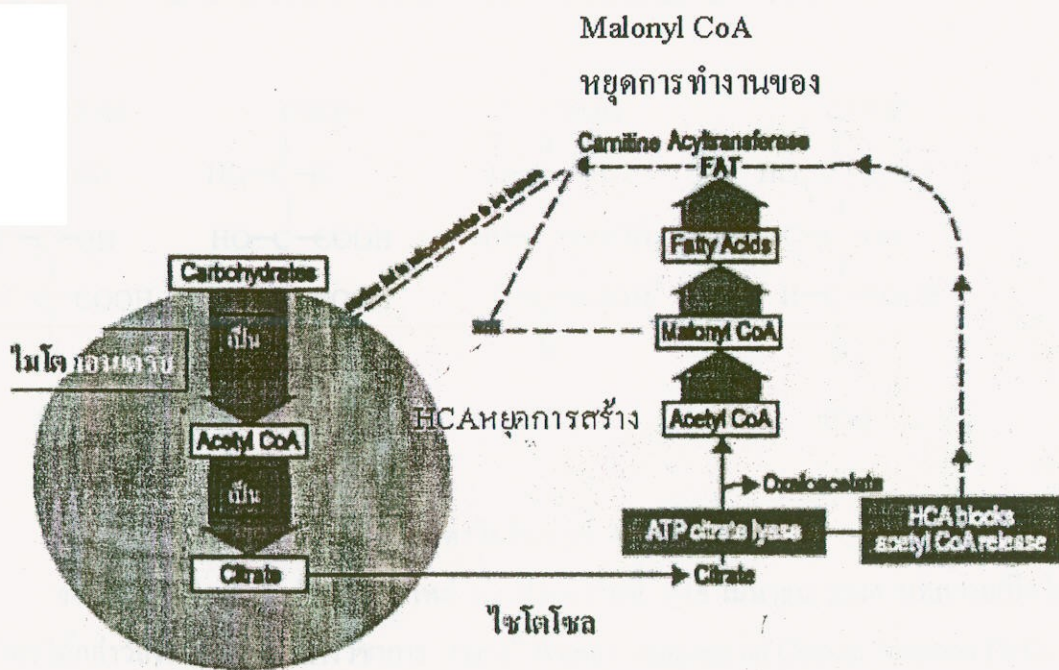 Malonyl CoA
หยุดการทำงานของ
Carnitine Acyltransferase
FAT
Fatty Acids
Carbohydrates
เป็น
Malonyl CoA
ไมโตคอนเดรีย
HCAหยุดการสร้าง
Acetyl CoA
Acetyl CoA
เป็น
Oxaloacetate
ATP citrate lyase
HCA blocks
acetyl CoA release
Citrate
Citrate
ไซโตโซล